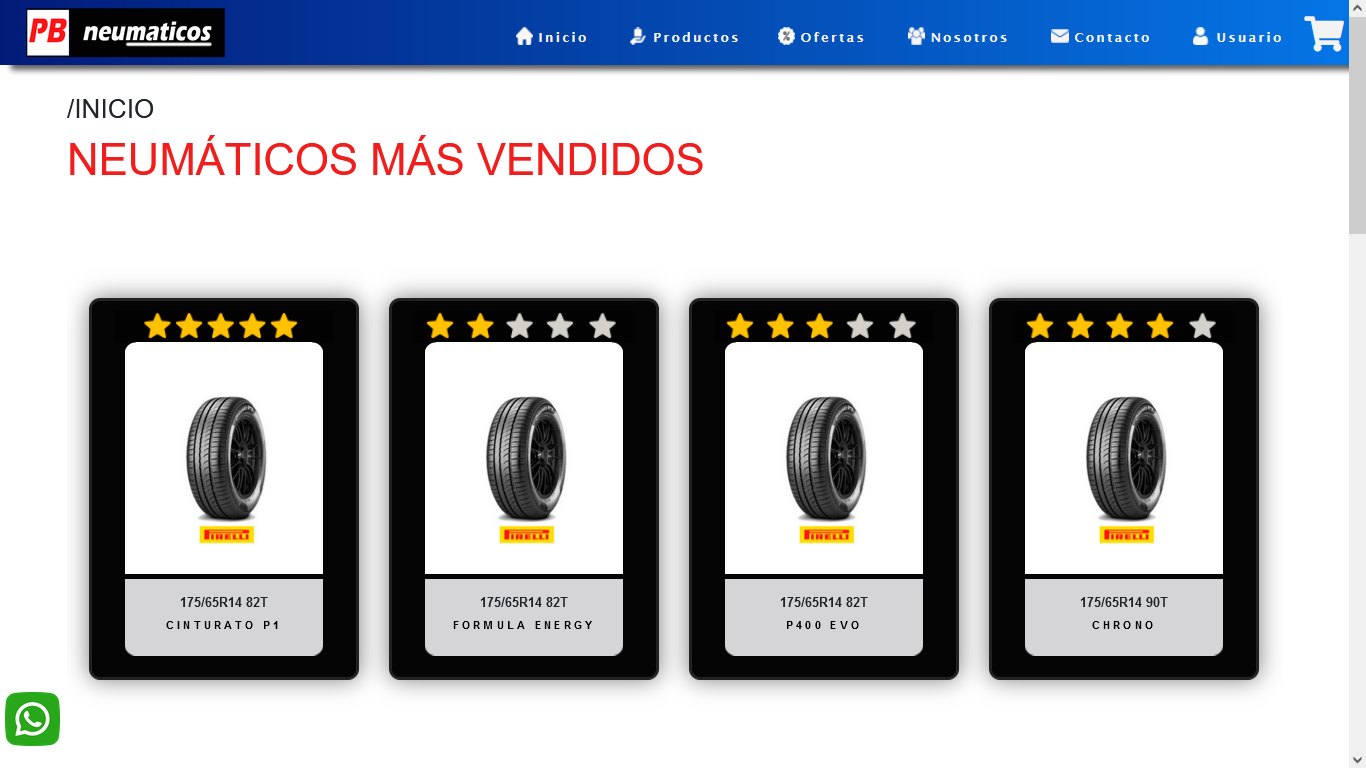 PB neumaticos
Inicio
Productos
Ofertas
Nosotros
Contacto
Usuario
/INICIO
NEUMÁTICOS MÁS VENDIDOS
PIRELLI
175/65R14 82T
CINTURATO P1
PIRELLI
175/65R14 82T
FORMULA ENERGY
PIRELLI
175/65R14 82T
P400 EVO
PIRELLI
175/65R14 90T
CHRONO